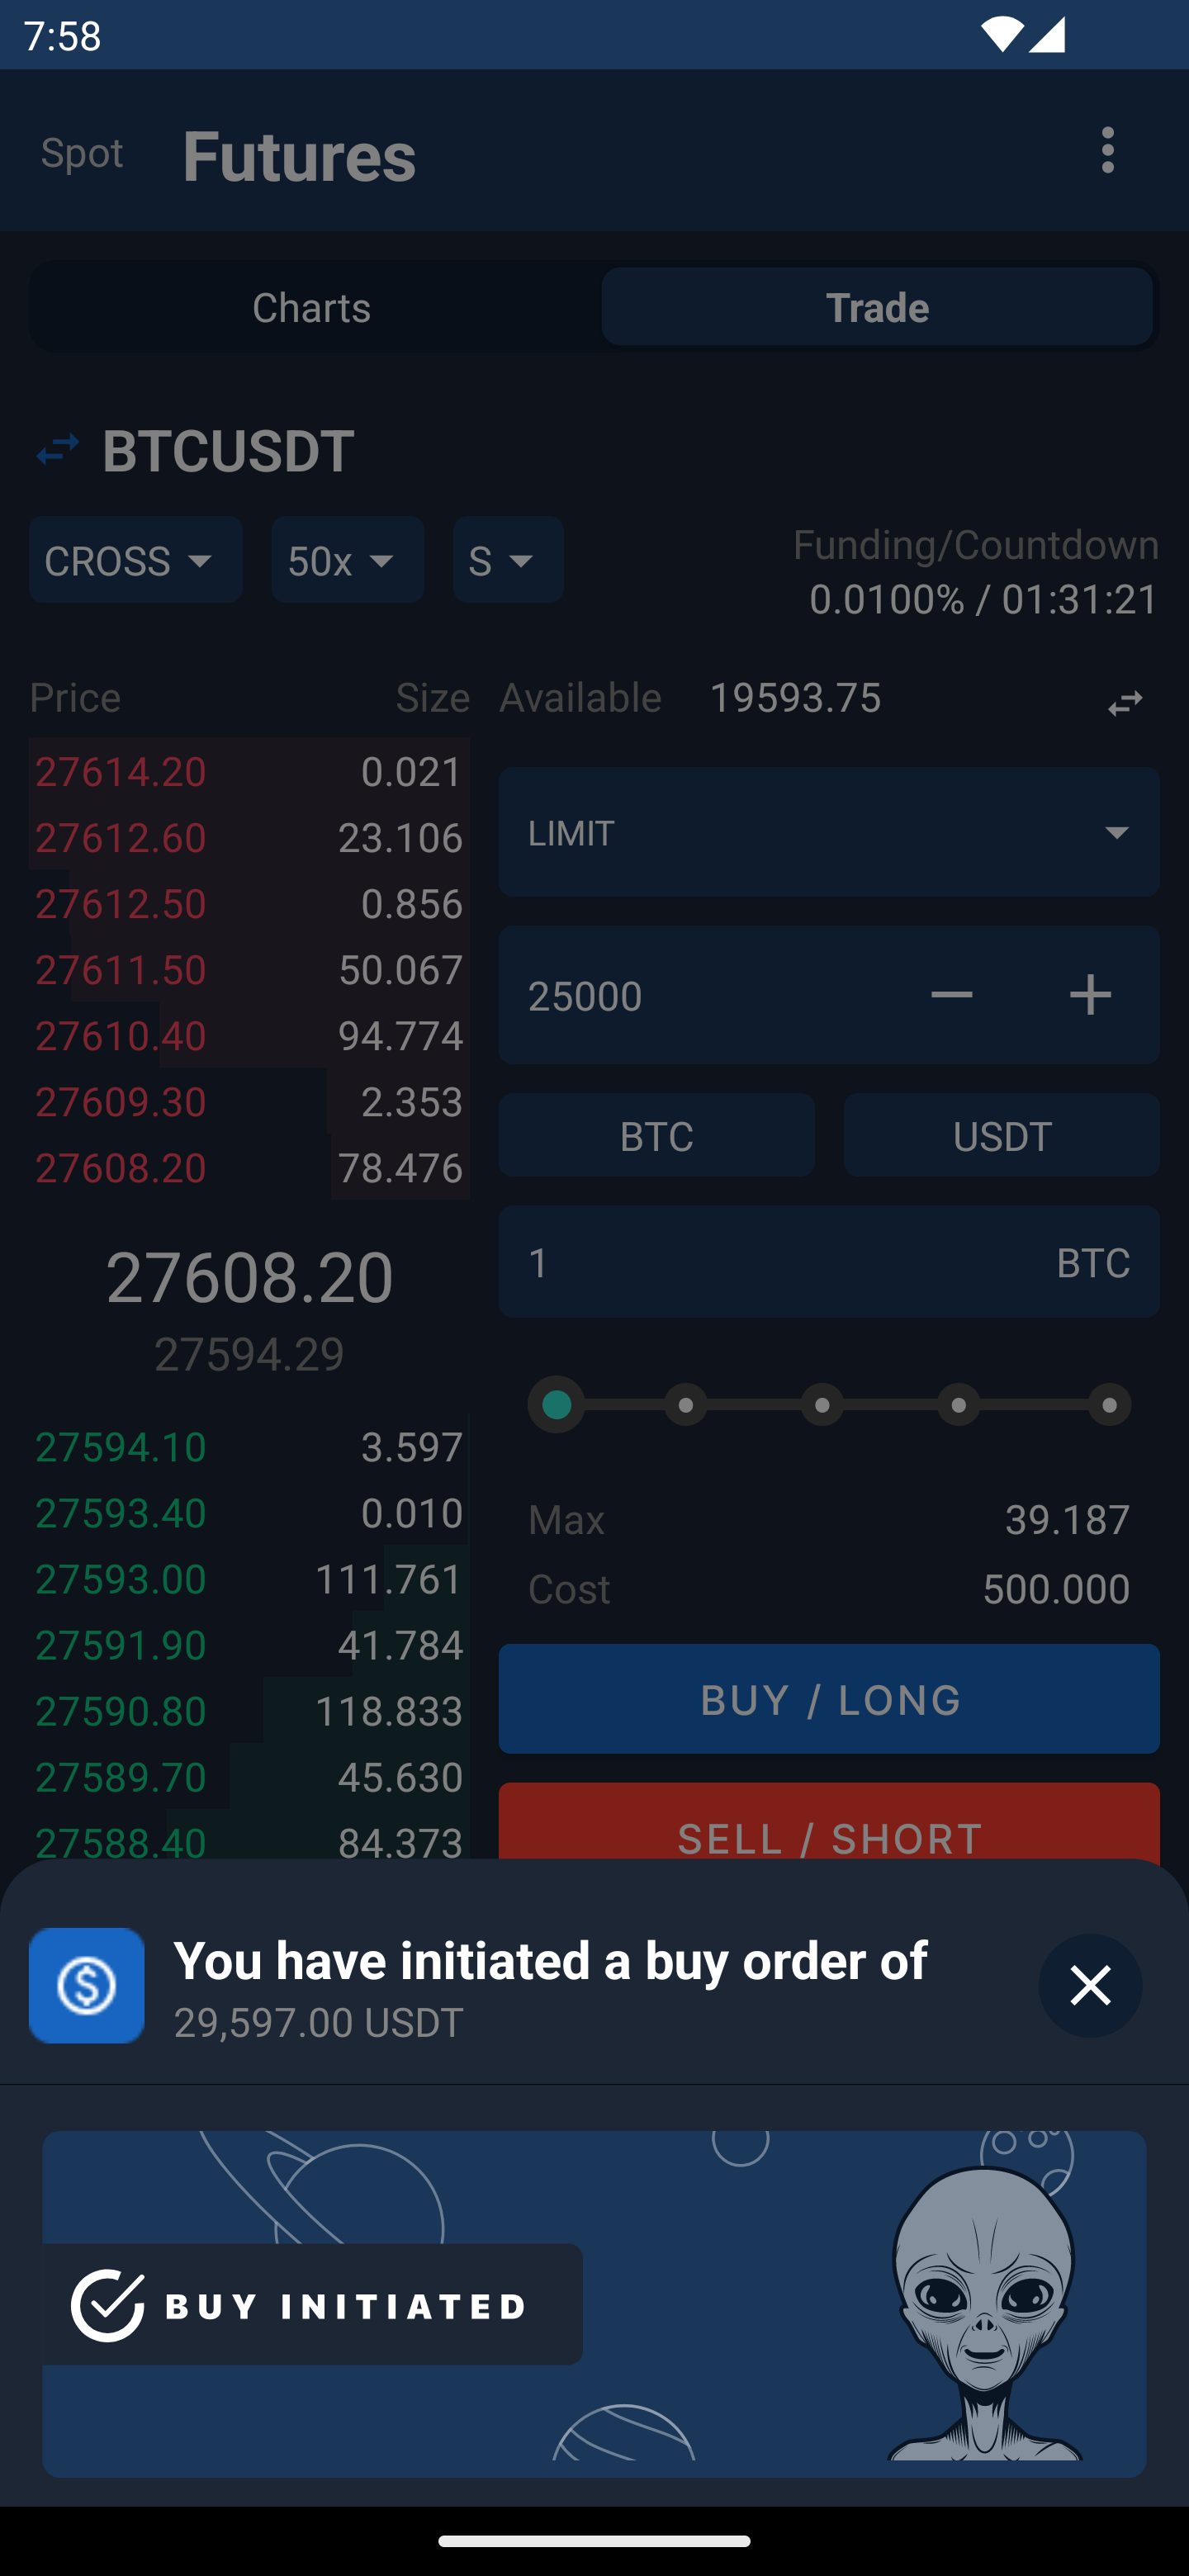 7:58
Spot Futures
Charts Trade
BTCUSDT
CROSS 50x S
Funding/Countdown
0.0100% / 01:31:21
Price Size Available 19593.75
27614.20 0.021
27612.60 23.106
27612.50 0.856
27611.50 50.067
27610.40 94.774
27609.30 2.353
27608.20 78.476
27608.20
27594.29
27594.10 3.597
27593.40 0.010
27593.00 111.761
27591.90 41.784
27590.80 118.833
27589.70 45.630
27588.40 84.373
LIMIT
25000 − +
BTC USDT
1 BTC
Max 39.187
Cost 500.000
BUY / LONG
SELL / SHORT
You have initiated a buy order of
29,597.00 USDT
BUY INITIATED